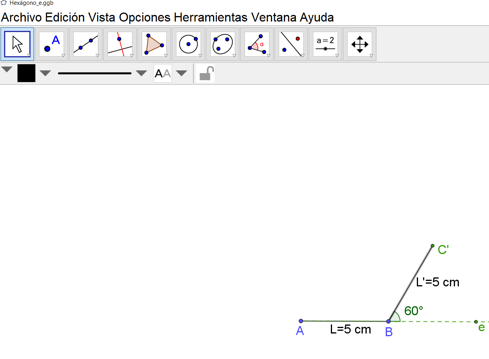 Hexágono_e.ggb
Archivo Edición Vista Opciones Herramientas Ventana Ayuda
A
α
a=2
AA
C'
L'=5 cm
60°
A
L=5 cm
B
e